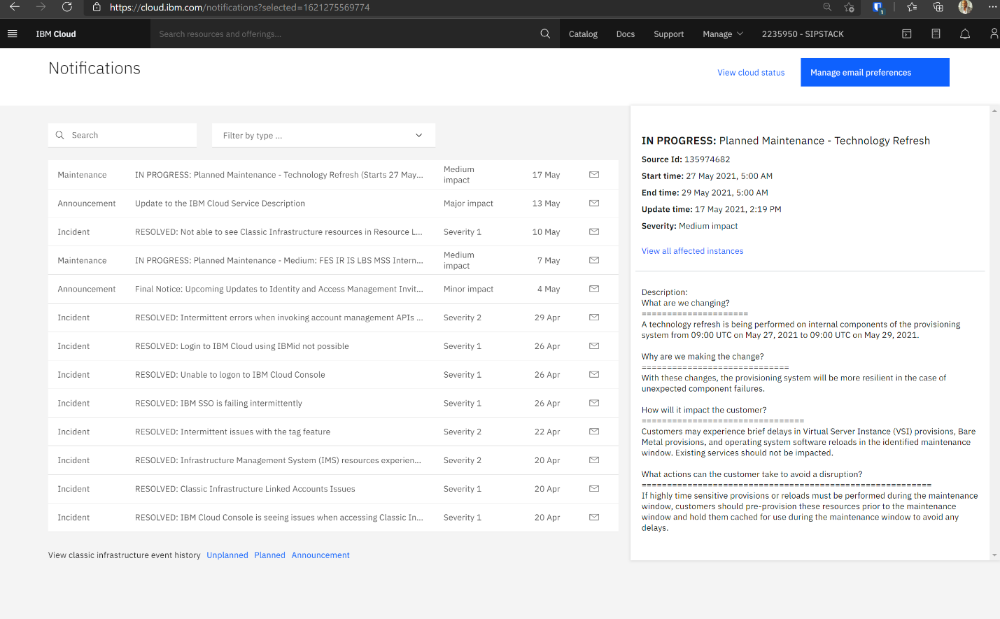 https://cloud.ibm.com/notifications?selected=1621275569774
1
IBM Cloud
Search resources and offerings...
Catalog
Docs
Support
Manage
2235950 - SIPSTACK
Notifications
View cloud status
Manage email preferences
Search
Filter by type ...
Maintenance IN PROGRESS: Planned Maintenance - Technology Refresh (Starts 27 May... Medium impact 17 May
Announcement Update to the IBM Cloud Service Description Major impact 13 May
Incident RESOLVED: Not able to see Classic Infrastructure resources in Resource L... Severity 1 10 May
Maintenance IN PROGRESS: Planned Maintenance - Medium: FES IR IS LBS MSS Intern... Medium impact 7 May
Announcement Final Notice: Upcoming Updates to Identity and Access Management Invit... Minor impact 4 May
Incident RESOLVED: Intermittent errors when invoking account management APIs ... Severity 2 29 Apr
Incident RESOLVED: Login to IBM Cloud using IBMid not possible Severity 1 26 Apr
Incident RESOLVED: Unable to logon to IBM Cloud Console Severity 1 26 Apr
Incident RESOLVED: IBM SSO is failing intermittently Severity 1 26 Apr
Incident RESOLVED: Intermittent issues with the tag feature Severity 2 22 Apr
Incident RESOLVED: Infrastructure Management System (IMS) resources experien... Severity 2 20 Apr
Incident RESOLVED: Classic Infrastructure Linked Accounts Issues Severity 1 20 Apr
Incident RESOLVED: IBM Cloud Console is seeing issues when accessing Classic In... Severity 1 20 Apr
View classic infrastructure event history Unplanned Planned Announcement
IN PROGRESS: Planned Maintenance - Technology Refresh
Source Id: 135974682
Start time: 27 May 2021, 5:00 AM
End time: 29 May 2021, 5:00 AM
Update time: 17 May 2021, 2:19 PM
Severity: Medium impact
View all affected instances
Description:
What are we changing?
=====================
A technology refresh is being performed on internal components of the provisioning
system from 09:00 UTC on May 27, 2021 to 09:00 UTC on May 29, 2021.
Why are we making the change?
=============================
With these changes, the provisioning system will be more resilient in the case of
unexpected component failures.
How will it impact the customer?
================================
Customers may experience brief delays in Virtual Server Instance (VSI) provisions, Bare
Metal provisions, and operating system software reloads in the identified maintenance
window. Existing services should not be impacted.
What actions can the customer take to avoid a disruption?
=========================================================
If highly time sensitive provisions or reloads must be performed during the maintenance
window, customers should pre-provision these resources prior to the maintenance
window and hold them cached for use during the maintenance window to avoid any
delays.